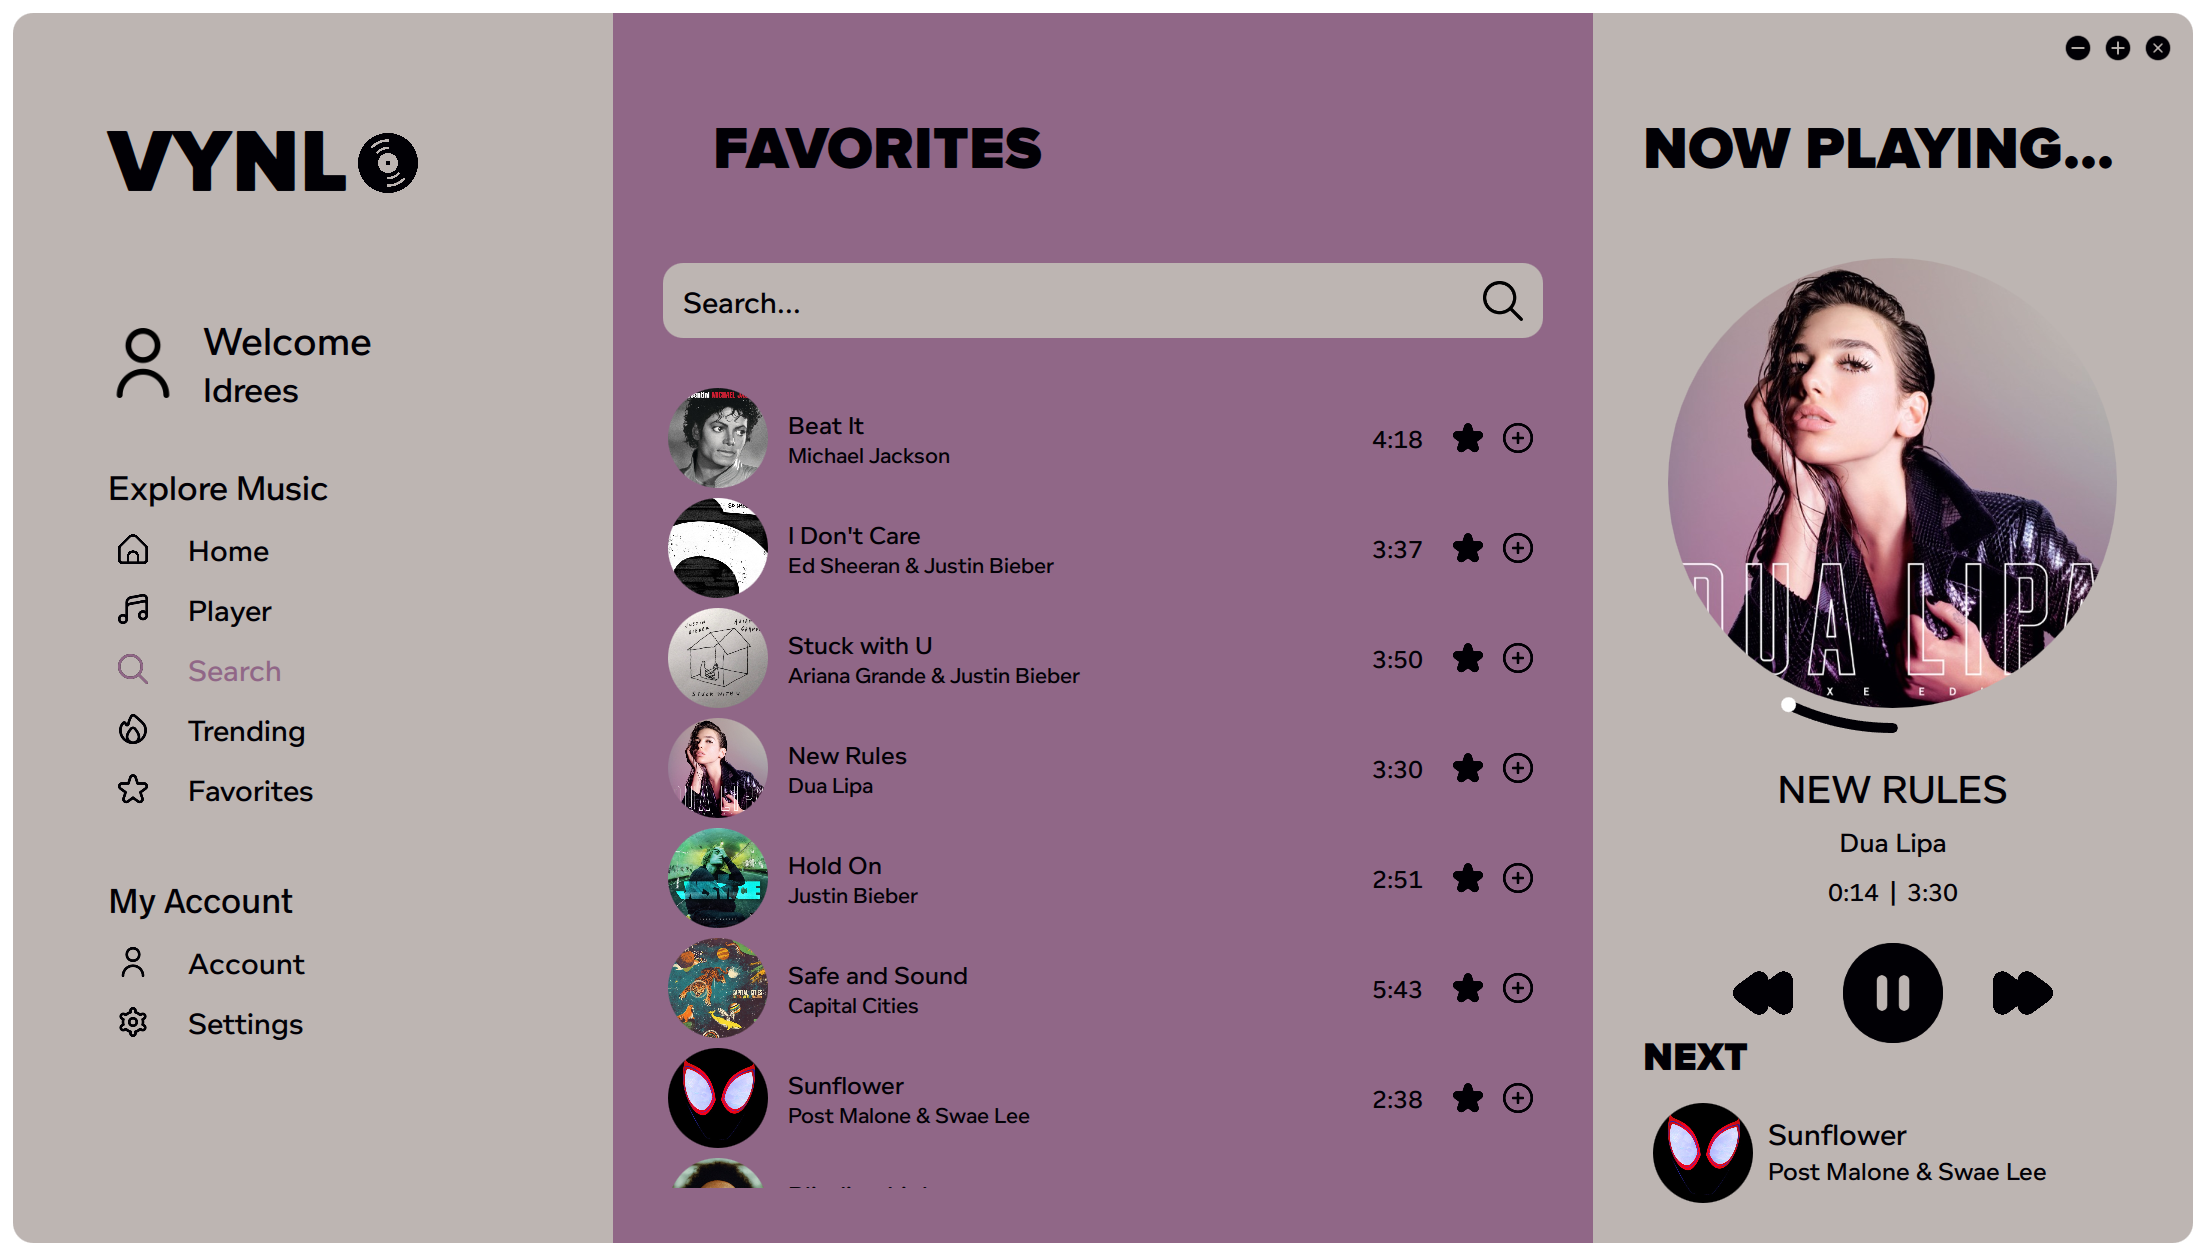 VYNL
Welcome
Idrees
Explore Music
Home
Player
Search
Trending
Favorites
My Account
Account
Settings
FAVORITES
Search...
Beat It
Michael Jackson
4:18
I Don't Care
Ed Sheeran & Justin Bieber
3:37
Stuck with U
Ariana Grande & Justin Bieber
3:50
New Rules
Dua Lipa
3:30
Hold On
Justin Bieber
2:51
Safe and Sound
Capital Cities
5:43
Sunflower
Post Malone & Swae Lee
2:38
NOW PLAYING...
DUA LIPA
NEW RULES
Dua Lipa
0:14 | 3:30
NEXT
Sunflower
Post Malone & Swae Lee